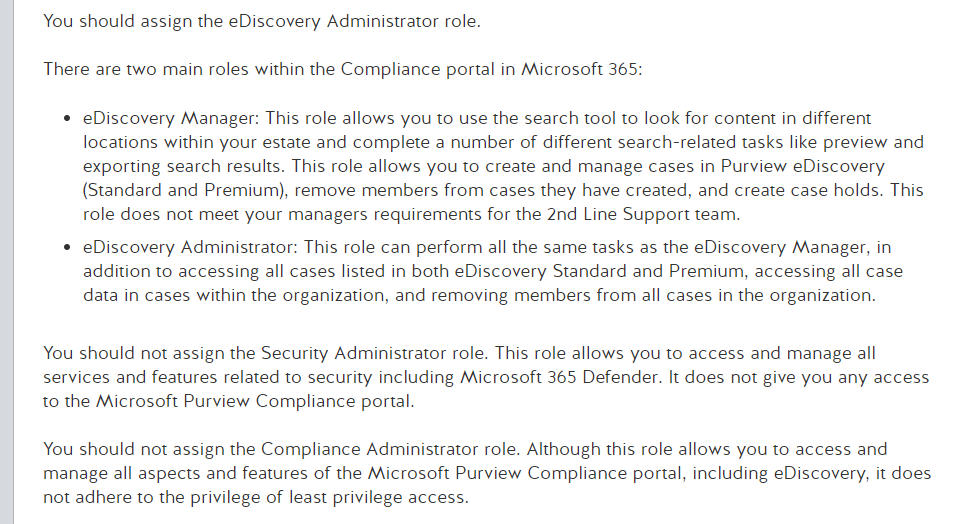 You should assign the eDiscovery Administrator role.
There are two main roles within the Compliance portal in Microsoft 365:
• eDiscovery Manager: This role allows you to use the search tool to look for content in different
locations within your estate and complete a number of different search-related tasks like preview and
exporting search results. This role allows you to create and manage cases in Purview eDiscovery
(Standard and Premium), remove members from cases they have created, and create case holds. This
role does not meet your managers requirements for the 2nd Line Support team.
• eDiscovery Administrator: This role can perform all the same tasks as the eDiscovery Manager, in
addition to accessing all cases listed in both eDiscovery Standard and Premium, accessing all case
data in cases within the organization, and removing members from all cases in the organization.
You should not assign the Security Administrator role. This role allows you to access and manage all
services and features related to security including Microsoft 365 Defender. It does not give you any access
to the Microsoft Purview Compliance portal.
You should not assign the Compliance Administrator role. Although this role allows you to access and
manage all aspects and features of the Microsoft Purview Compliance portal, including eDiscovery, it does
not adhere to the privilege of least privilege access.